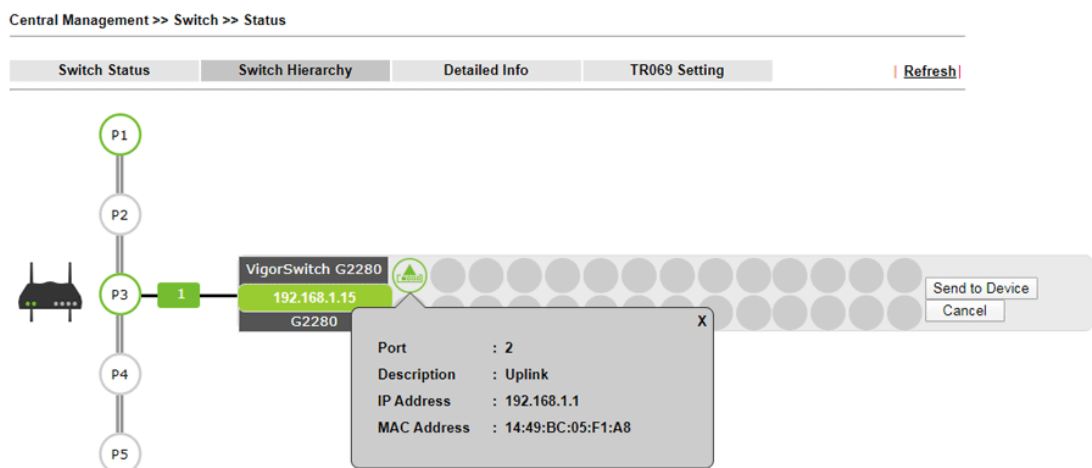 Central Management >> Switch >> Status
Switch Status
Switch Hierarchy
Detailed Info
TR069 Setting
| Refresh |
P1
P2
P3
1
VigorSwitch G2280
192.168.1.15
G2280
Send to Device
Cancel
X
Port : 2
Description : Uplink
IP Address : 192.168.1.1
MAC Address : 14:49:BC:05:F1:A8
P4
P5